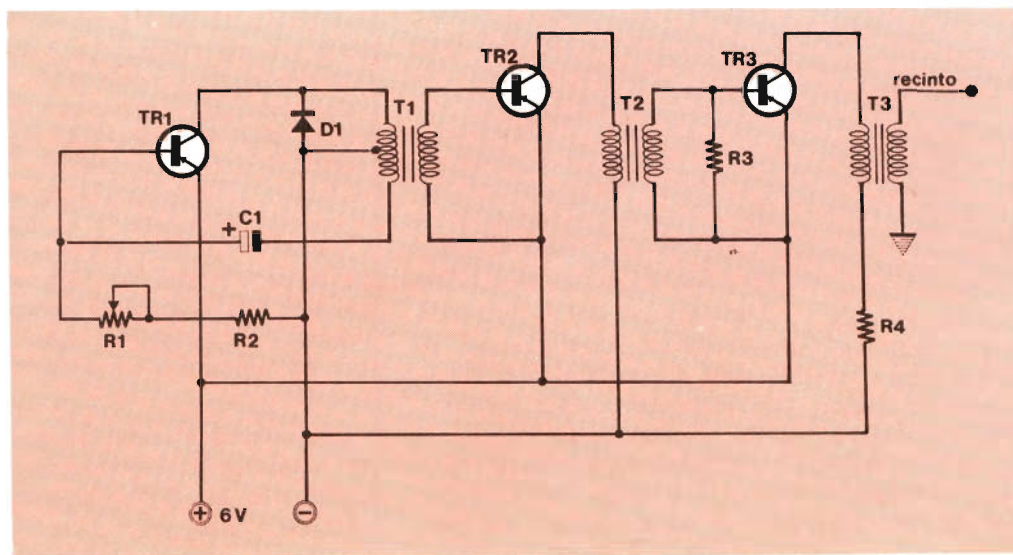 TR1
D1
T1
TR2
T2
TR3
R3
recinto
T3
+ C1
R1
R2
R4
+ 6V −